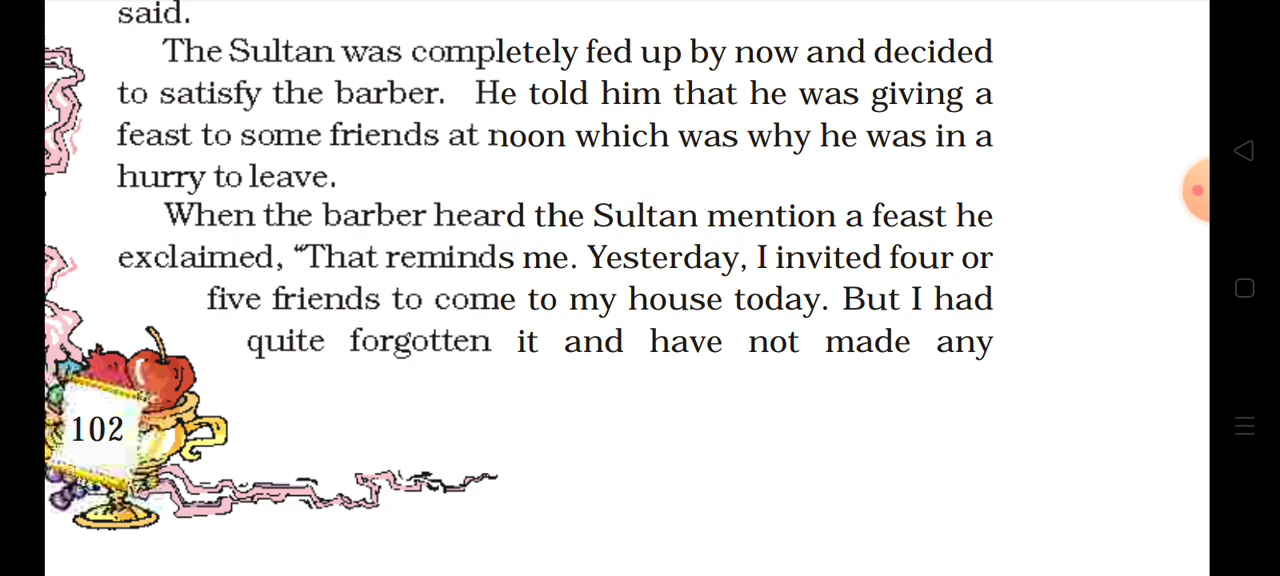 said.
The Sultan was completely fed up by now and decided
to satisfy the barber. He told him that he was giving a
feast to some friends at noon which was why he was in a
hurry to leave.
When the barber heard the Sultan mention a feast he
exclaimed, “That reminds me. Yesterday, I invited four or
five friends to come to my house today. But I had
quite forgotten it and have not made any
102